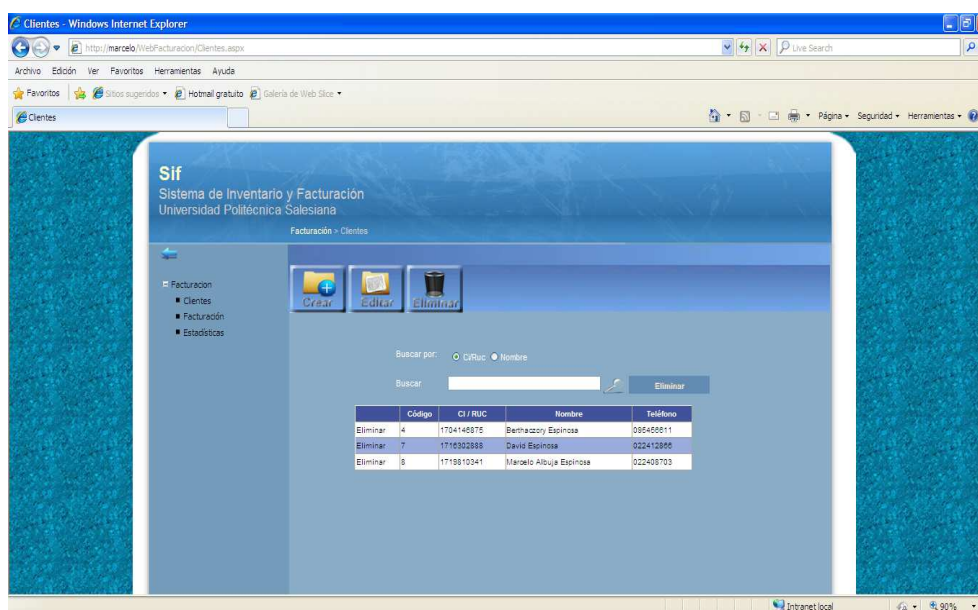 Clientes - Windows Internet Explorer
http://marcelo/WebFacturacion/Clientes.aspx
Live Search
Archivo Edición Ver Favoritos Herramientas Ayuda
Favoritos Sitios sugeridos Hotmail gratuito Galería de Web Slice
Clientes Página Seguridad Herramientas
Sif
Sistema de Inventario y Facturación
Universidad Politécnica Salesiana
Facturación > Clientes
Facturacion
Clientes
Facturación
Estadísticas
Crear Editar Eliminar
Buscar por: Ci/Ruc Nombre
Buscar Eliminar
Código CI / RUC Nombre Teléfono
Eliminar 4 1704146875 Espinosa
Eliminar 7 1716302888 David Espinosa
Eliminar 8 1719810341 Marcelo Albuja Espinosa 022408703
Intranet local 90%